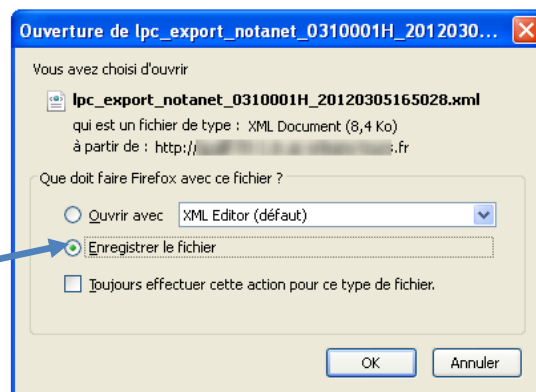 Ouverture de lpc_export_notanet_0310001H_2012030...
Vous avez choisi d'ouvrir
lpc_export_notanet_0310001H_20120305165028.xml
qui est un fichier de type : XML Document (8,4 Ko)
à partir de : http:/ .fr
Que doit faire Firefox avec ce fichier ?
Ouvrir avec XML Editor (défaut)
Enregistrer le fichier
Toujours effectuer cette action pour ce type de fichier.
OK Annuler